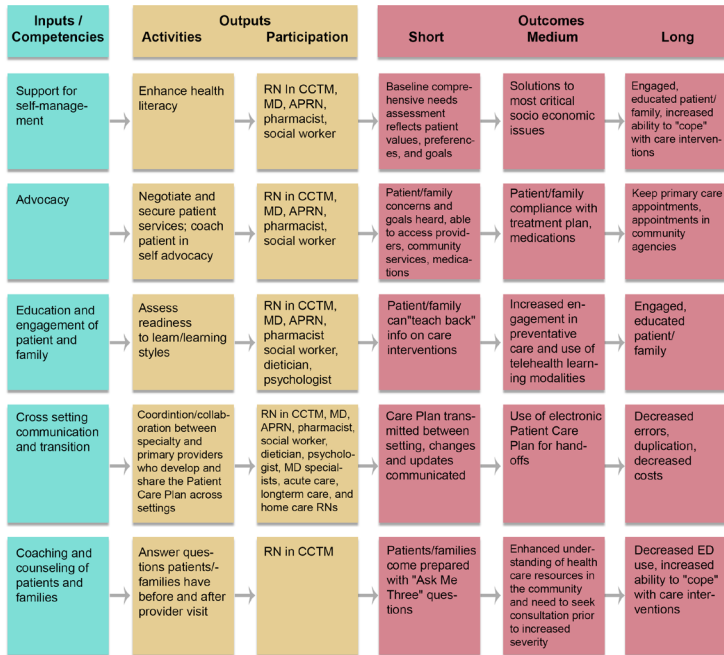 Inputs /
Competencies
Outputs
Activities
Participation
Outcomes
Short
Medium
Long
Support for
self-manage-
ment
Enhance health
literacy
RN In CCTM,
MD, APRN,
pharmacist,
social worker
Baseline compre-
hensive needs
assessment
reflects patient
values, preferenc-
es, and goals
Solutions to
most critical
socio economic
issues
Engaged,
educated patient/
family, increased
ability to "cope"
with care interven-
tions
Advocacy
Negotiate and
secure patient
services; coach
patient in
self advocacy
RN in CCTM,
MD, APRN,
pharmacist,
social worker
Patient/family
concerns and
goals heard, able
to access provid-
ers, community
services, medica-
tions
Patient/family
compliance with
treatment plan,
medications
Keep primary care
appointments,
appointments in
community
agencies
Education and
engagement of
patient and
family
Assess
readiness
to learn/learning
styles
RN in CCTM,
MD, APRN,
pharmacist
social worker,
dietician,
psychologist
Patient/family
can"teach back"
info on care
interventions
Increased en-
gagement in
preventative
care and use of
telehealth learn-
ing modalities
Engaged,
educated
patient/
family
Cross setting
communication
and transition
Coordintion/collab-
oration between
specialty and
primary providers
who develop and
share the Patient
Care Plan across
settings
RN in CCTM, MD,
APRN, pharmacist,
social worker,
dietician, psycholo-
gist, MD special-
ists, acute care,
longterm care, and
home care RNs
Care Plan trans-
mitted between
setting, changes
and updates
communicated
Use of electronic
Patient Care
Plan for hand-
offs
Decreased
errors,
duplication,
decreased
costs
Coaching and
counseling of
patients and
families
Answer ques-
tions patients/-
families have
before and after
provider visit
RN in CCTM
Patients/families
come prepared
with "Ask Me
Three" questions
Enhanced under-
standing of health
care resources in
the community
and need to seek
consultation prior
to increased
severity
Decreased ED
use, increased
ability to "cope"
with care inter-
ventions